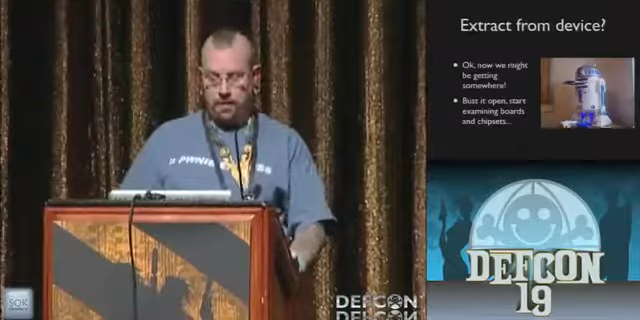 Extract from device?
Ok, now we might
be getting
somewhere!
Bust it open, start
examining boards
and chipsets...
DEFCON
19
DEFCON
SOK